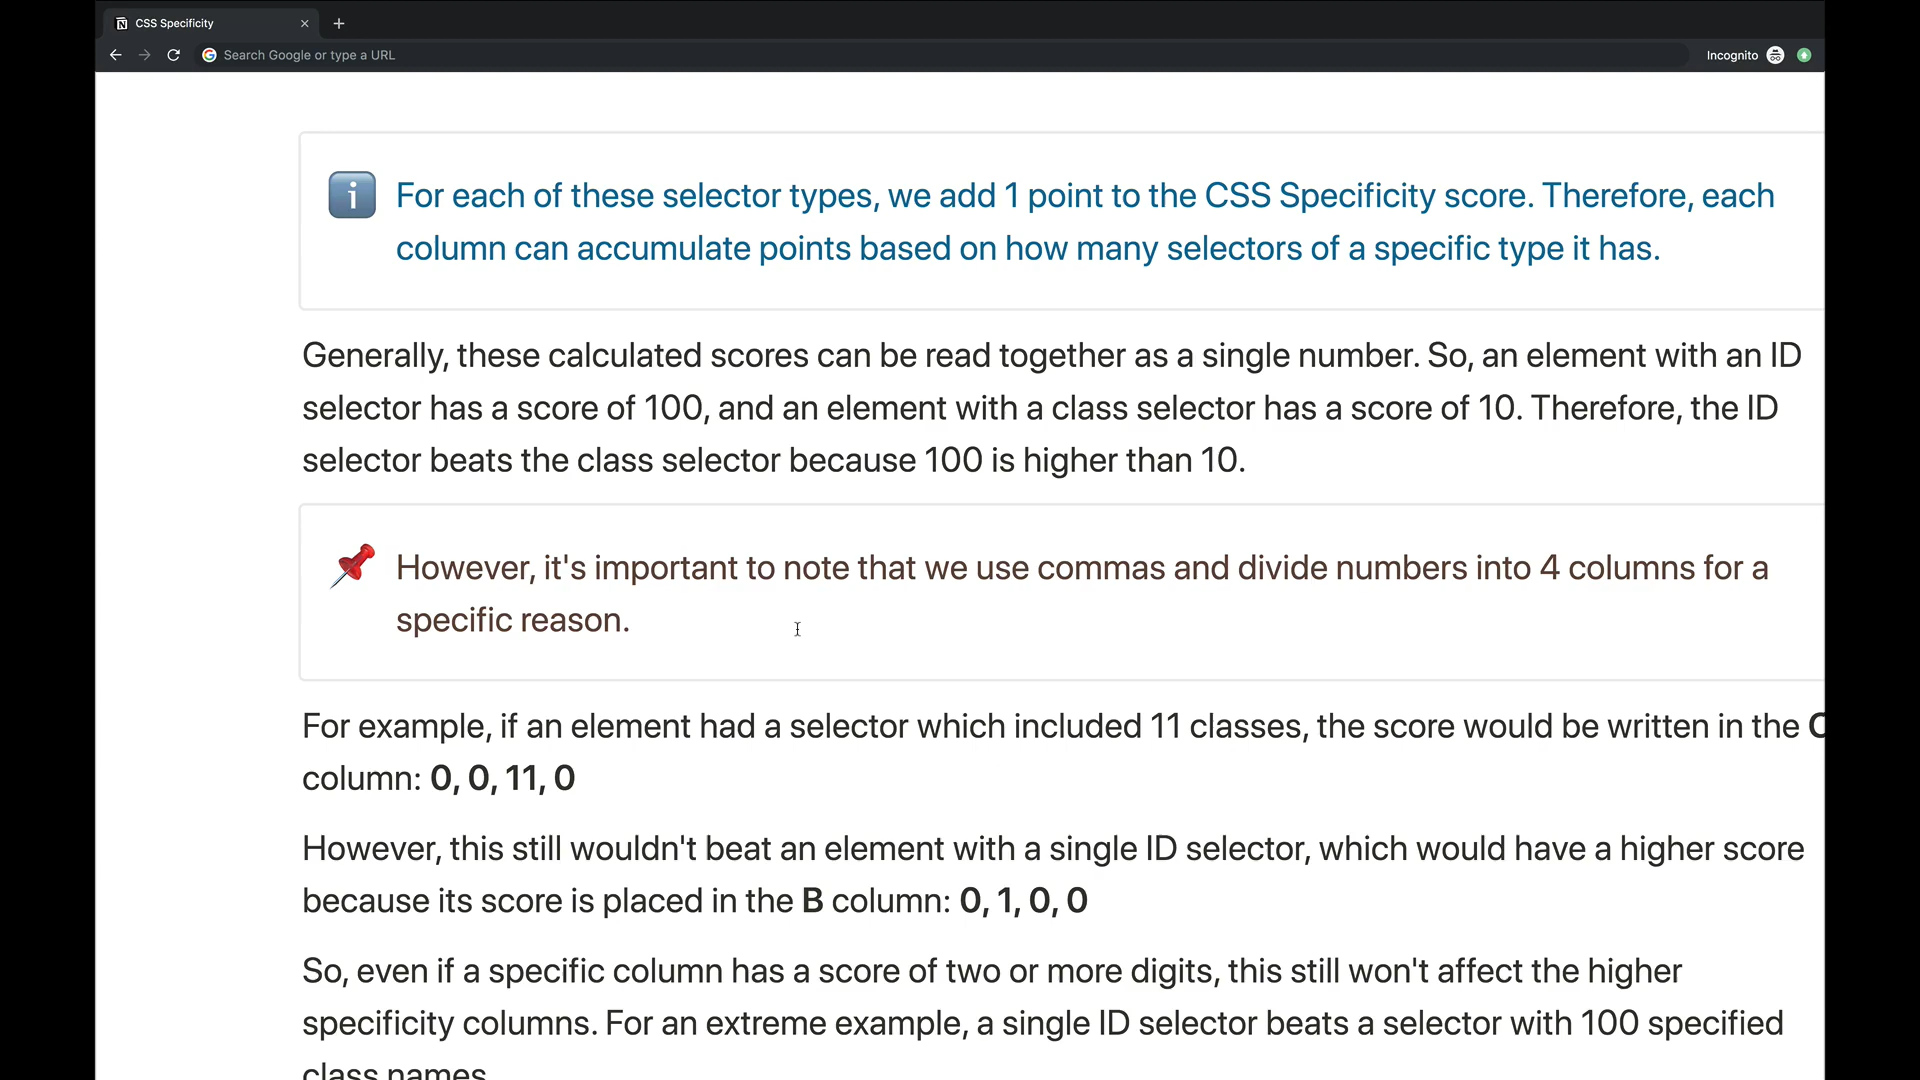 CSS Specificity
Search Google or type a URL
Incognito
For each of these selector types, we add 1 point to the CSS Specificity score. Therefore, each
column can accumulate points based on how many selectors of a specific type it has.
Generally, these calculated scores can be read together as a single number. So, an element with an ID
selector has a score of 100, and an element with a class selector has a score of 10. Therefore, the ID
selector beats the class selector because 100 is higher than 10.
However, it's important to note that we use commas and divide numbers into 4 columns for a
specific reason.
For example, if an element had a selector which included 11 classes, the score would be written in the C
column: 0, 0, 11, 0
However, this still wouldn't beat an element with a single ID selector, which would have a higher score
because its score is placed in the B column: 0, 1, 0, 0
So, even if a specific column has a score of two or more digits, this still won't affect the higher
specificity columns. For an extreme example, a single ID selector beats a selector with 100 specified
class names.